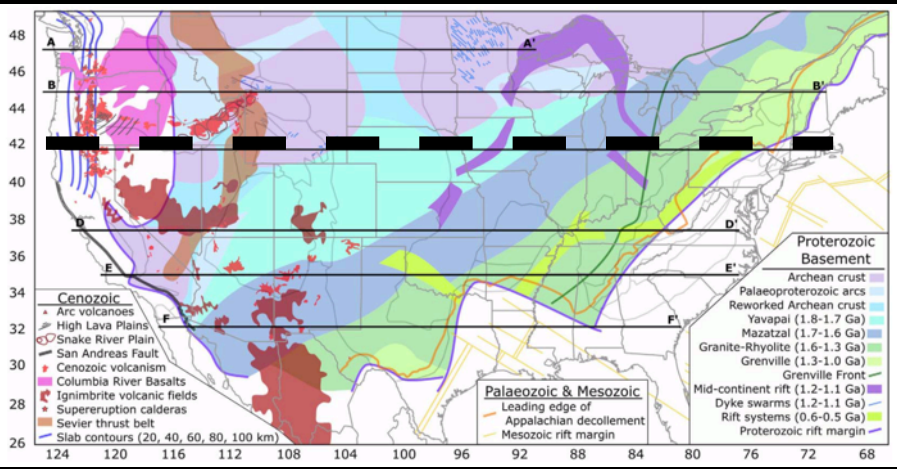 48
46
44
42
40
38
36
34
32
30
28
26
124
120
116
112
108
104
100
96
92
88
84
80
76
72
68
A
A'
B
B'
D
D'
E
E'
F
F'
Cenozoic
Arc volcanoes
High Lava Plains
Snake River Plain
San Andreas Fault
Cenozoic volcanism
Columbia River Basalts
Ignimbrite volcanic fields
Supereruption calderas
Sevier thrust belt
Slab contours (20, 40, 60, 80, 100 km)
Palaeozoic & Mesozoic
Leading edge of
Appalachian decollement
Mesozoic rift margin
Proterozoic
Basement
Archean crust
Palaeoproterozoic arcs
Reworked Archean crust
Yavapai (1.8-1.7 Ga)
Mazatzal (1.7-1.6 Ga)
Granite-Rhyolite (1.6-1.3 Ga)
Grenville (1.3-1.0 Ga)
Grenville Front
Mid-continent rift (1.2-1.1 Ga)
Dyke swarms (1.2-1.1 Ga)
Rift systems (0.6-0.5 Ga)
Proterozoic rift margin